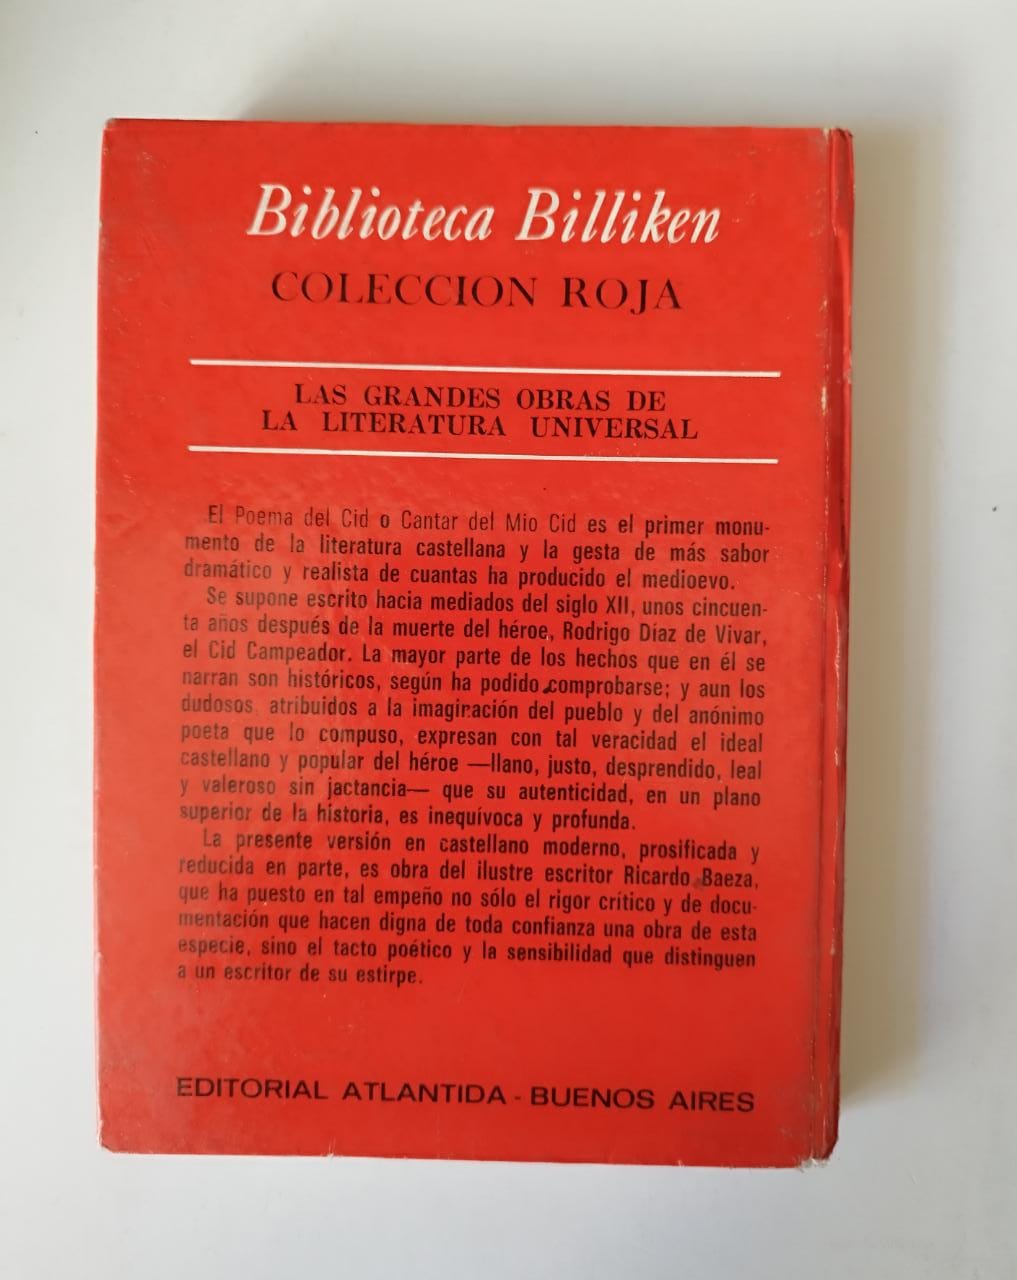 Biblioteca Billiken
COLECCION ROJA
LAS GRANDES OBRAS DE
LA LITERATURA UNIVERSAL
El Poema del Cid o Cantar del Mio Cid es el primer monu-
mento de la literatura castellana y la gesta de más sabor
dramático y realista de cuantas ha producido el medioevo.
Se supone escrito hacia mediados del siglo XII, unos cincuen-
ta años después de la muerte del héroe, Rodrigo Díaz de Vivar,
el Cid Campeador. La mayor parte de los hechos que en él se
narran son históricos, según ha podido comprobarse; y aun los
dudosos, atribuidos a la imaginación del pueblo y del anónimo
poeta que lo compuso, expresan con tal veracidad el ideal
castellano y popular del héroe —llano, justo, desprendido, leal
y valeroso sin jactancia— que su autenticidad, en un plano
superior de la historia, es inequívoca y profunda.
La presente versión en castellano moderno, prosificada y
reducida en parte, es obra del ilustre escritor Ricardo Baeza,
que ha puesto en tal empeño no sólo el rigor crítico y de docu-
mentación que hacen digna de toda confianza una obra de esta
especie, sino el tacto poético y la sensibilidad que distinguen
a un escritor de su estirpe.
EDITORIAL ATLANTIDA - BUENOS AIRES